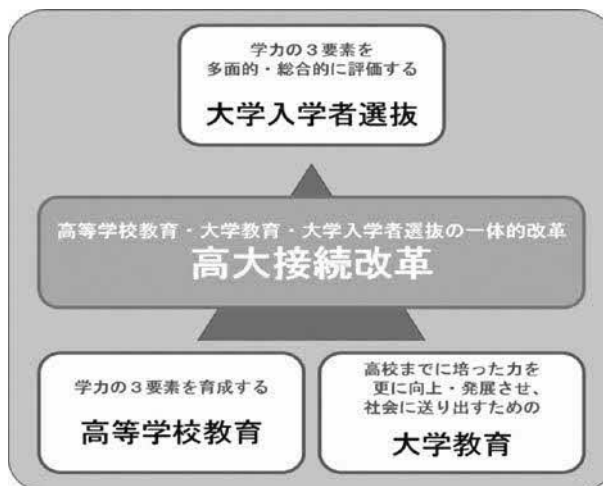 学力の3要素を
多面的・総合的に評価する
大学入学者選抜
高等学校教育・大学教育・大学入学者選抜の一体的改革
高大接続改革
学力の3要素を育成する
高等学校教育
高校までに培った力を
更に向上・発展させ、
社会に送り出すための
大学教育